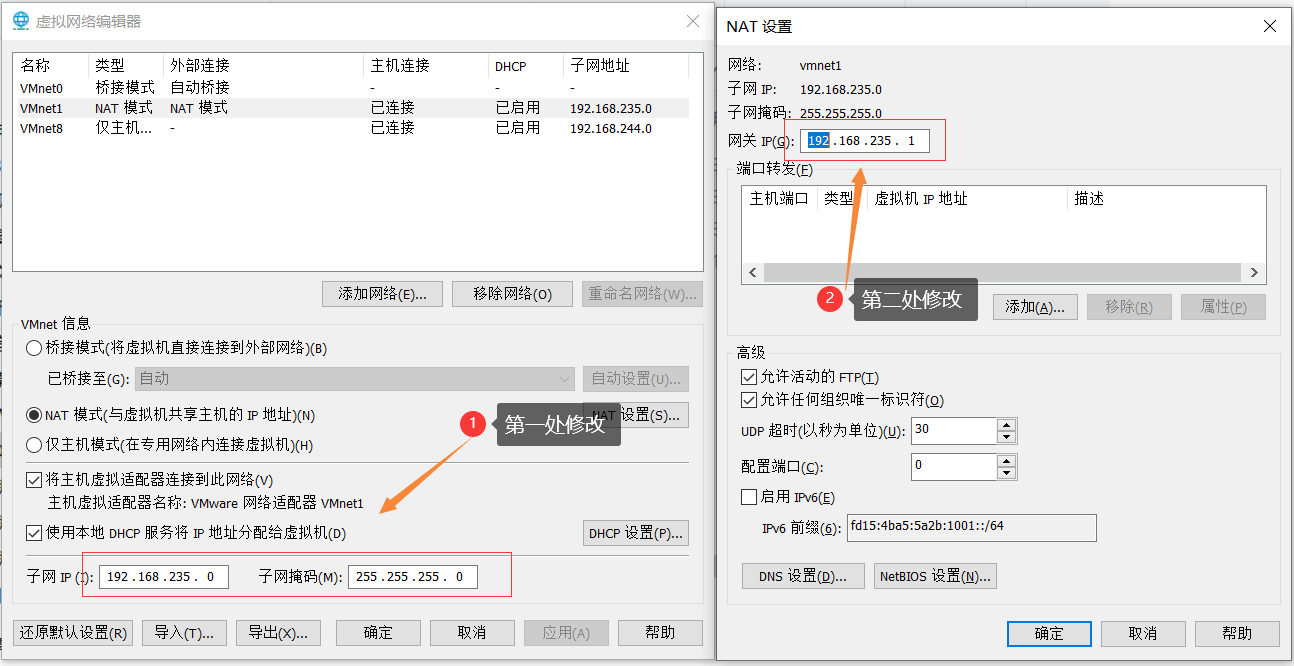 虚拟网络编辑器
名称 类型 外部连接 主机连接 DHCP 子网地址
VMnet0 桥接模式 自动桥接 - - -
VMnet1 NAT 模式 NAT 模式 已连接 已启用 192.168.235.0
VMnet8 仅主机... - 已连接 已启用 192.168.244.0
添加网络(E)... 移除网络(O) 重命名网络(W)...
VMnet 信息
桥接模式(将虚拟机直接连接到外部网络)(B)
已桥接至(G): 自动 自动设置(U)...
NAT 模式(与虚拟机共享主机的 IP 地址)(N) NAT 设置(S)...
1 第一处修改
仅主机模式(在专用网络内连接虚拟机)(H)
将主机虚拟适配器连接到此网络(V)
主机虚拟适配器名称: VMware 网络适配器 VMnet1
使用本地 DHCP 服务将 IP 地址分配给虚拟机(D) DHCP 设置(P)...
子网 IP (I): 192.168.235. 0 子网掩码(M): 255.255.255. 0
还原默认设置(R) 导入(T)... 导出(X)... 确定 取消 应用(A) 帮助
NAT 设置
网络: vmnet1
子网 IP: 192.168.235.0
子网掩码: 255.255.255.0
网关 IP(G): 192.168.235. 1
端口转发(F)
主机端口 类型 虚拟机 IP 地址 描述
2 第二处修改
添加(A)... 移除(R) 属性(P)
高级
允许活动的 FTP(T)
允许任何组织唯一标识符(O)
UDP 超时(以秒为单位)(U): 30
配置端口(C): 0
启用 IPv6(E)
IPv6 前缀(6): fd15:4ba5:5a2b:1001::/64
DNS 设置(D)... NetBIOS 设置(N)...
确定 取消 帮助